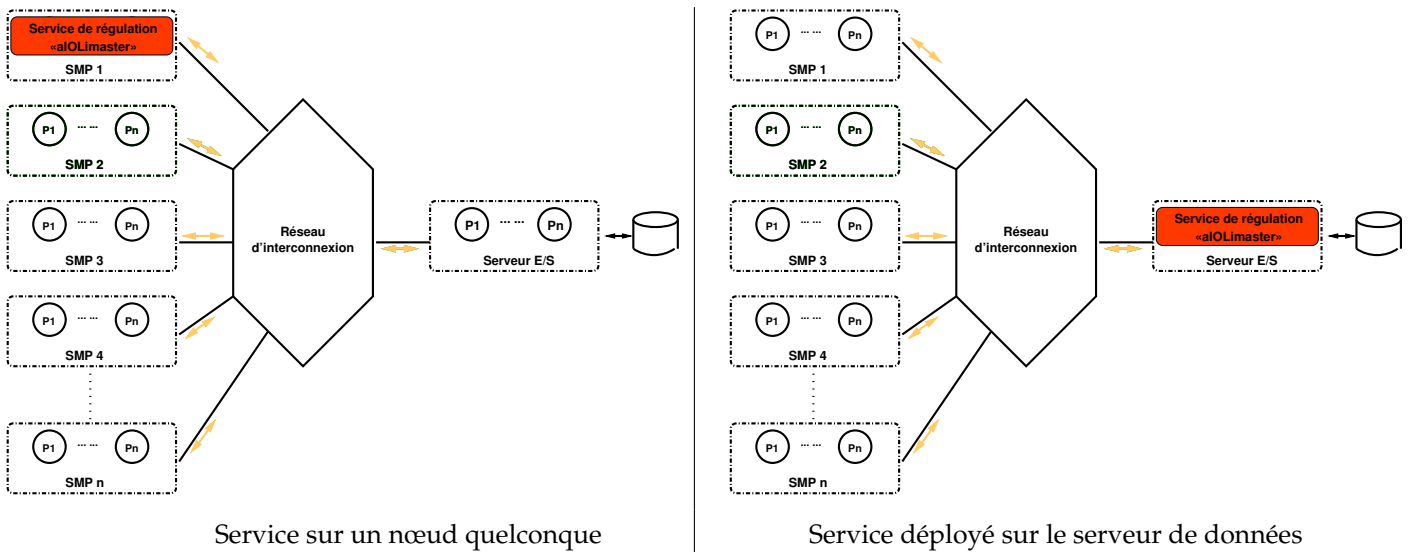 Service de régulation
«aIOLimaster»
SMP 1
P1 ... ... Pn
SMP 2
P1 ... ... Pn
SMP 3
P1 ... ... Pn
SMP 4
P1 ... ... Pn
SMP n
Réseau
d'interconnexion
P1 ... ... Pn
Serveur E/S
Service sur un nœud quelconque
P1 ... ... Pn
SMP 1
P1 ... ... Pn
SMP 2
P1 ... ... Pn
SMP 3
P1 ... ... Pn
SMP 4
P1 ... ... Pn
SMP n
Réseau
d'interconnexion
Service de régulation
«aIOLimaster»
Serveur E/S
Service déployé sur le serveur de données